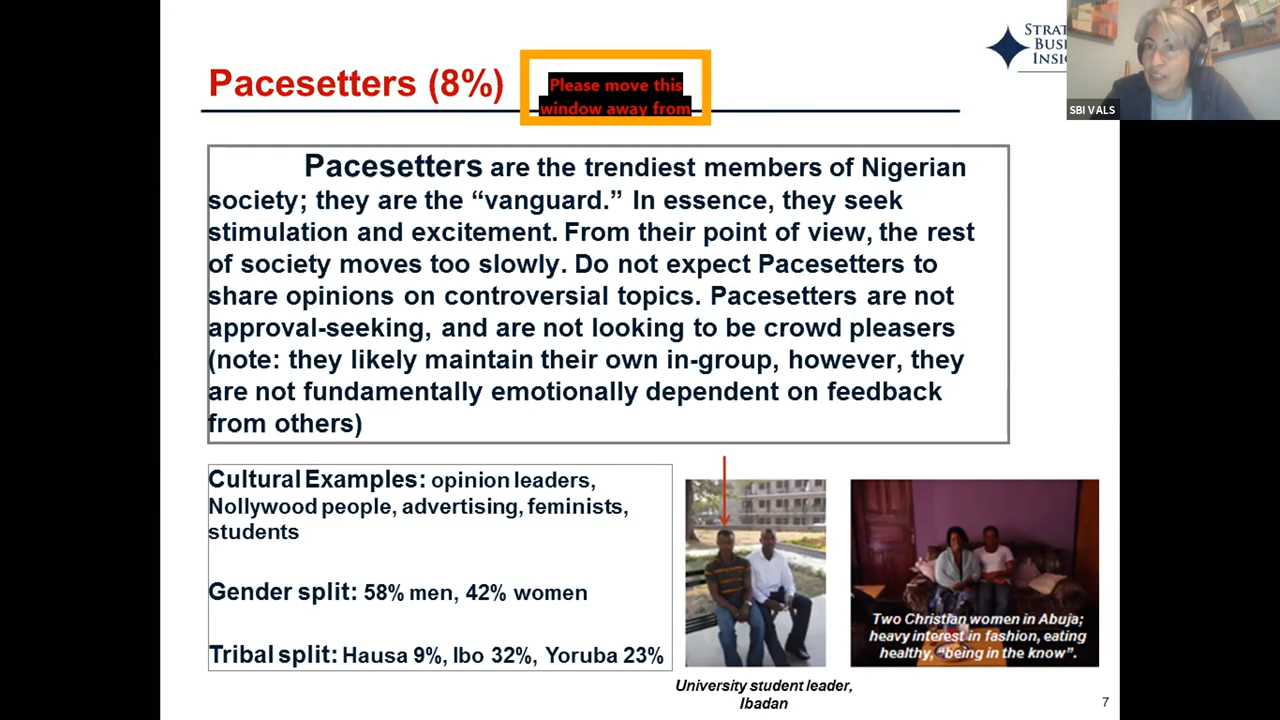 Pacesetters (8%)
Please move this
window away from
SBI VALS
Pacesetters are the trendiest members of Nigerian
society; they are the “vanguard.” In essence, they seek
stimulation and excitement. From their point of view, the rest
of society moves too slowly. Do not expect Pacesetters to
share opinions on controversial topics. Pacesetters are not
approval-seeking, and are not looking to be crowd pleasers
(note: they likely maintain their own in-group, however, they
are not fundamentally emotionally dependent on feedback
from others)
Cultural Examples: opinion leaders,
Nollywood people, advertising, feminists,
students
Gender split: 58% men, 42% women
Tribal split: Hausa 9%, Ibo 32%, Yoruba 23%
University student leader,
Ibadan
Two Christian women in Abuja;
heavy interest in fashion, eating
healthy, “being in the know”.
7